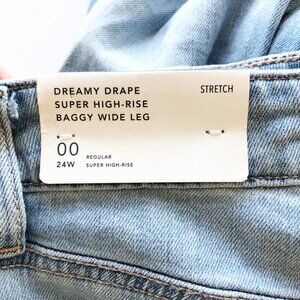 DREAMY DRAPE
SUPER HIGH-RISE
BAGGY WIDE LEG
STRETCH
00
24W
REGULAR
SUPER HIGH-RISE